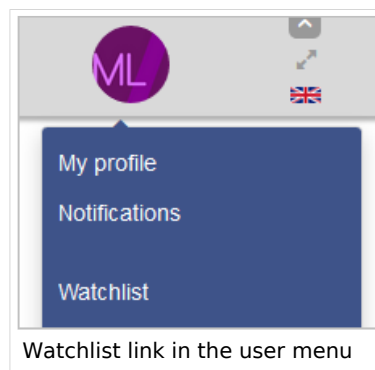 ML
My profile
Notifications
Watchlist
Watchlist link in the user menu